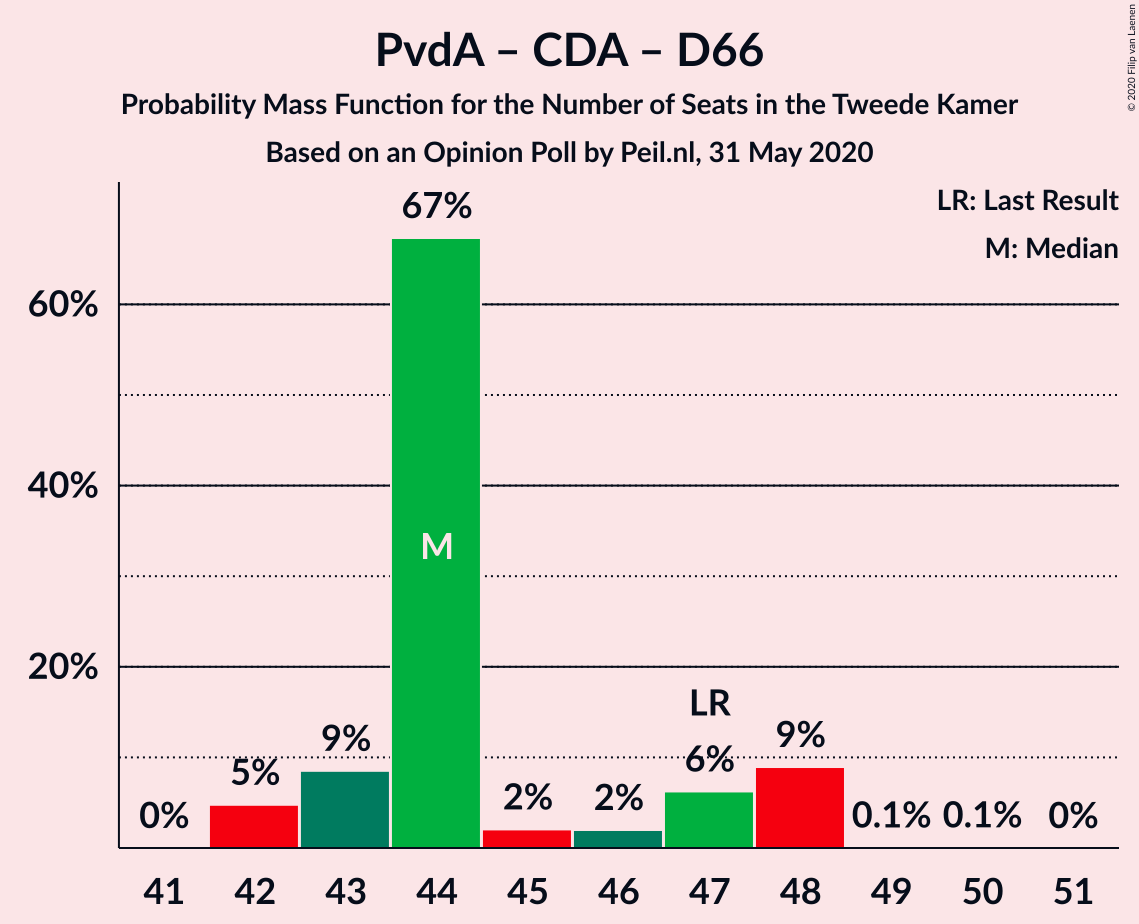 PvdA – CDA – D66
Probability Mass Function for the Number of Seats in the Tweede Kamer
Based on an Opinion Poll by Peil.nl, 31 May 2020
© 2020 Filip van Laenen
LR: Last Result
M: Median
60%
40%
20%
0%
5%
9%
67%
M
2%
2%
LR
6%
9%
0.1%
0.1%
0%
41 42 43 44 45 46 47 48 49 50 51